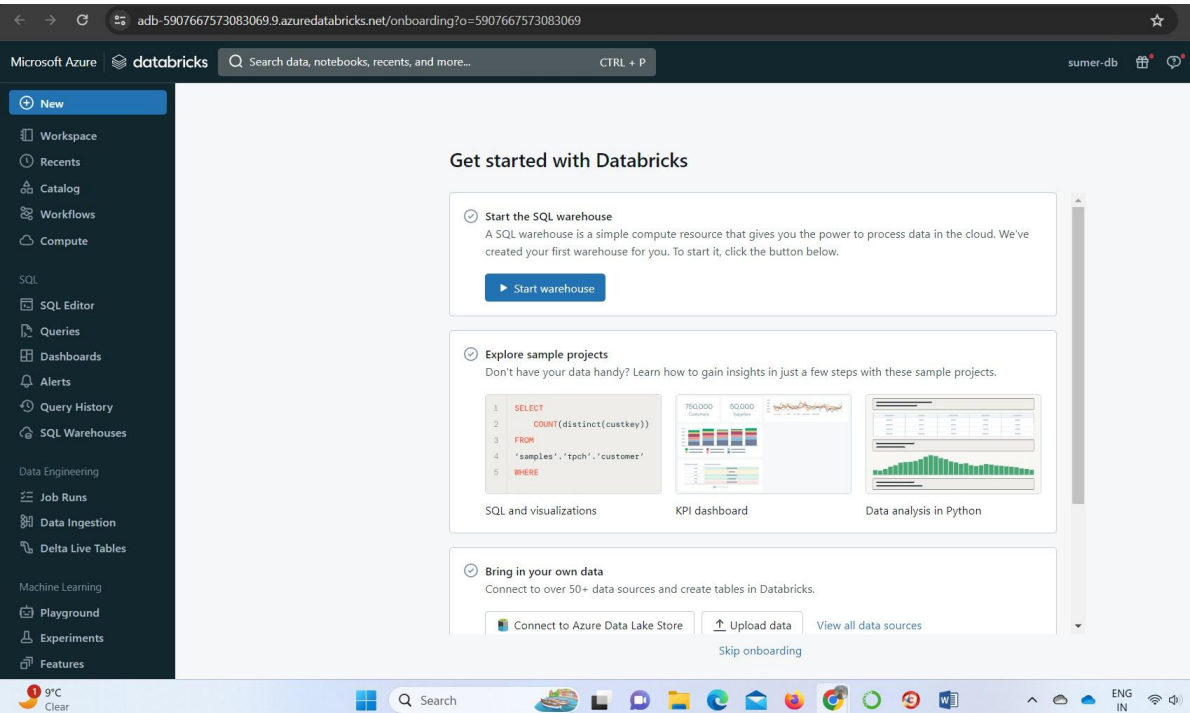 adb-5907667573083069.9.azuredatabricks.net/onboarding?o=5907667573083069
Microsoft Azure databricks Search data, notebooks, recents, and more... CTRL + P sumer-db
New
Workspace
Recents
Catalog
Workflows
Compute
SQL
SQL Editor
Queries
Dashboards
Alerts
Query History
SQL Warehouses
Data Engineering
Job Runs
Data Ingestion
Delta Live Tables
Machine Learning
Playground
Experiments
Features
Get started with Databricks
Start the SQL warehouse
A SQL warehouse is a simple compute resource that gives you the power to process data in the cloud. We've
created your first warehouse for you. To start it, click the button below.
Start warehouse
Explore sample projects
Don't have your data handy? Learn how to gain insights in just a few steps with these sample projects.
1 SELECT
2 COUNT(distinct(custkey))
3 FROM
4 'samples'.'tpch'.'customer'
5 WHERE
750,000 50,000
Customers Suppliers
SQL and visualizations KPI dashboard Data analysis in Python
Bring in your own data
Connect to over 50+ data sources and create tables in Databricks.
Connect to Azure Data Lake Store Upload data View all data sources
Skip onboarding
1 9°C
Clear
Search
ENG
IN